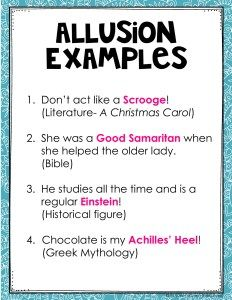 ALLUSION
EXAMPLES
1. Don't act like a Scrooge!
(Literature- A Christmas Carol)
2. She was a Good Samaritan when
she helped the older lady.
(Bible)
3. He studies all the time and is a
regular Einstein!
(Historical figure)
4. Chocolate is my Achilles' Heel!
(Greek Mythology)